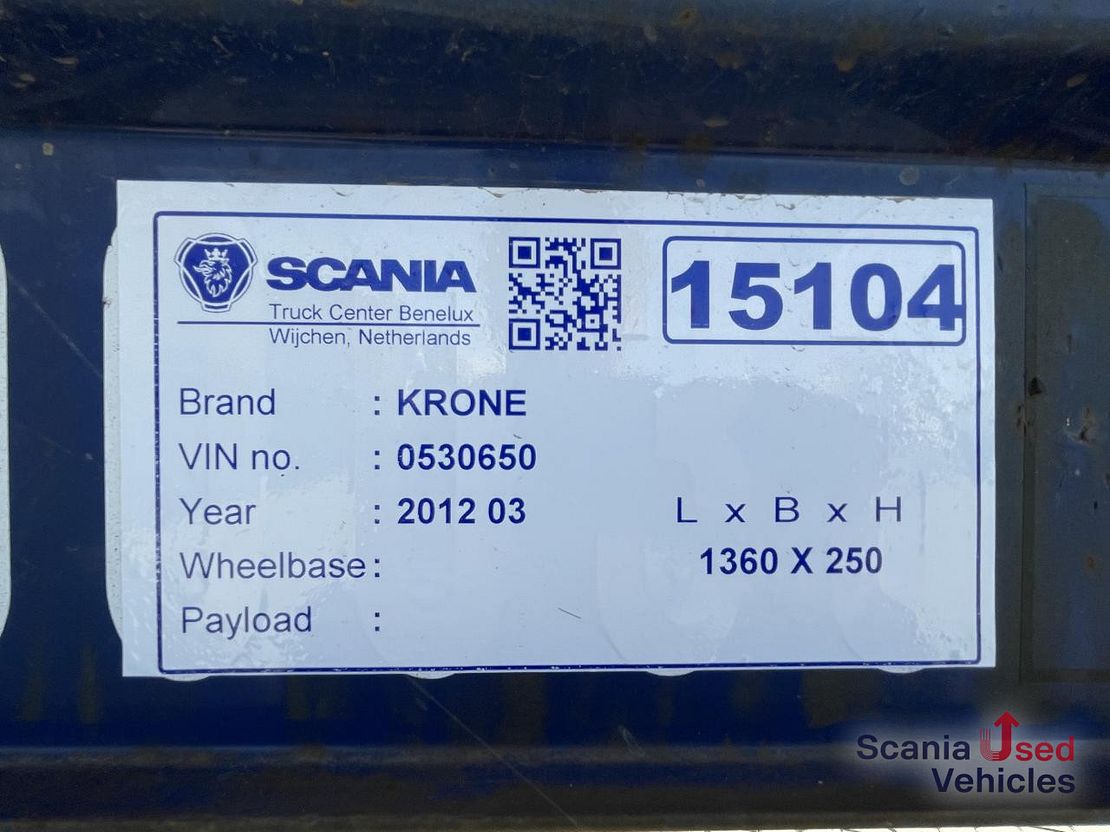 SCANIA
Truck Center Benelux
Wijchen, Netherlands
15104
Brand : KRONE
VIN no. : 0530650
Year : 2012 03
L x B x H
Wheelbase :
1360 X 250
Payload :
Scania Used
Vehicles